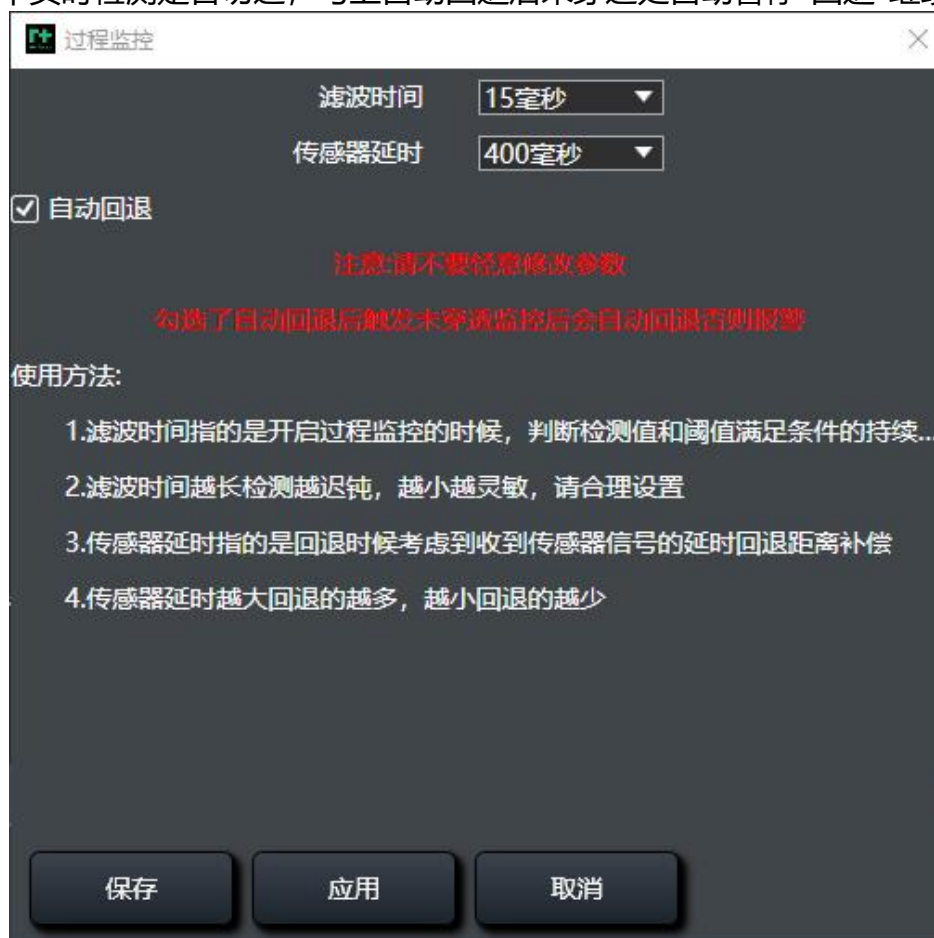 过程监控
滤波时间 15毫秒
传感器延时 400毫秒
自动回退
注意:请不要轻意修改参数
勾选了自动回退后触发未穿透监控后会自动回退否则报警
使用方法:
1.滤波时间指的是开启过程监控的时候，判断检测值和阈值满足条件的持续...
2.滤波时间越长检测越迟钝，越小越灵敏，请合理设置
3.传感器延时指的是回退时候考虑到收到传感器信号的延时回退距离补偿
4.传感器延时越大回退的越多，越小回退的越少
保存 应用 取消